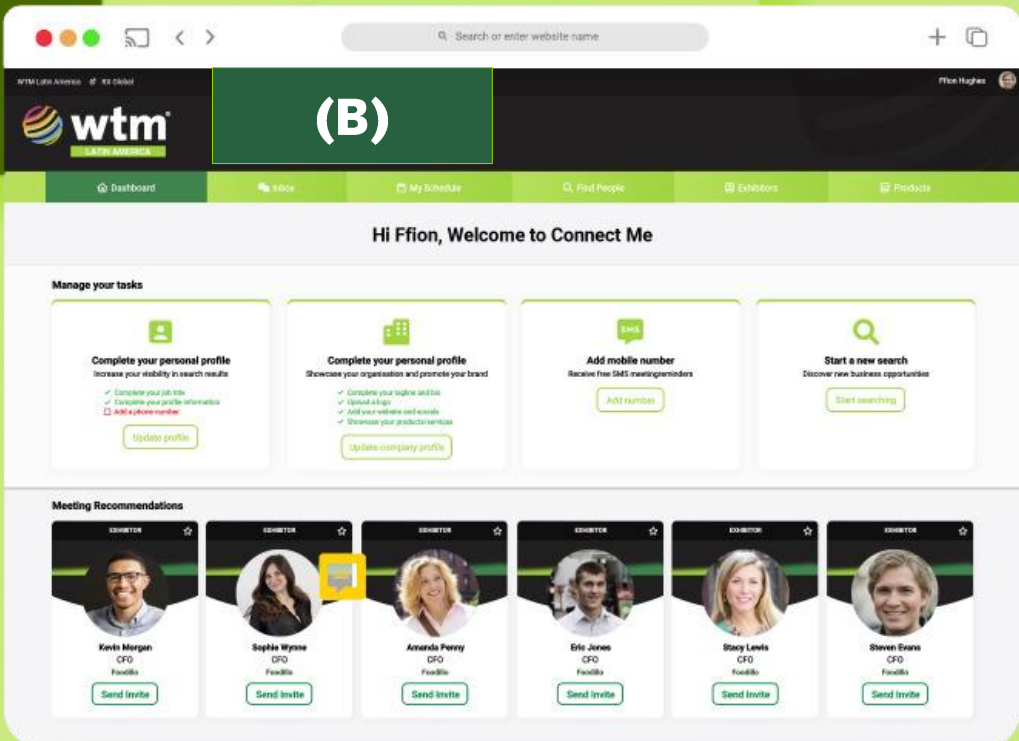 Search or enter website name
WTM Latin America RX Global
Ffion Hughes
wtm
LATIN AMERICA
(B)
Dashboard
Inbox
My Schedule
Find People
Exhibitors
Products
Hi Ffion, Welcome to Connect Me
Manage your tasks
Complete your personal profile
Increase your visibility in search results
Complete your job title
Complete your profile information
Add a phone number
Update profile
Complete your personal profile
Showcase your organisation and promote your brand
Complete your tagline and bio
Upload a logo
Add your website and socials
Showcase your products/services
Update company profile
SMS
Add mobile number
Receive free SMS meetingreminders
Add number
Start a new search
Discover new business opportunities
Start searching
Meeting Recommendations
EXHIBITOR
Kevin Morgan
CFO
Foodillo
Send Invite
EXHIBITOR
Sophie Wynne
CFO
Foodillo
Send Invite
EXHIBITOR
Amanda Penny
CFO
Foodillo
Send Invite
EXHIBITOR
Eric Jones
CFO
Foodillo
Send Invite
EXHIBITOR
Stacy Lewis
CFO
Foodillo
Send Invite
EXHIBITOR
Steven Evans
CFO
Foodillo
Send Invite